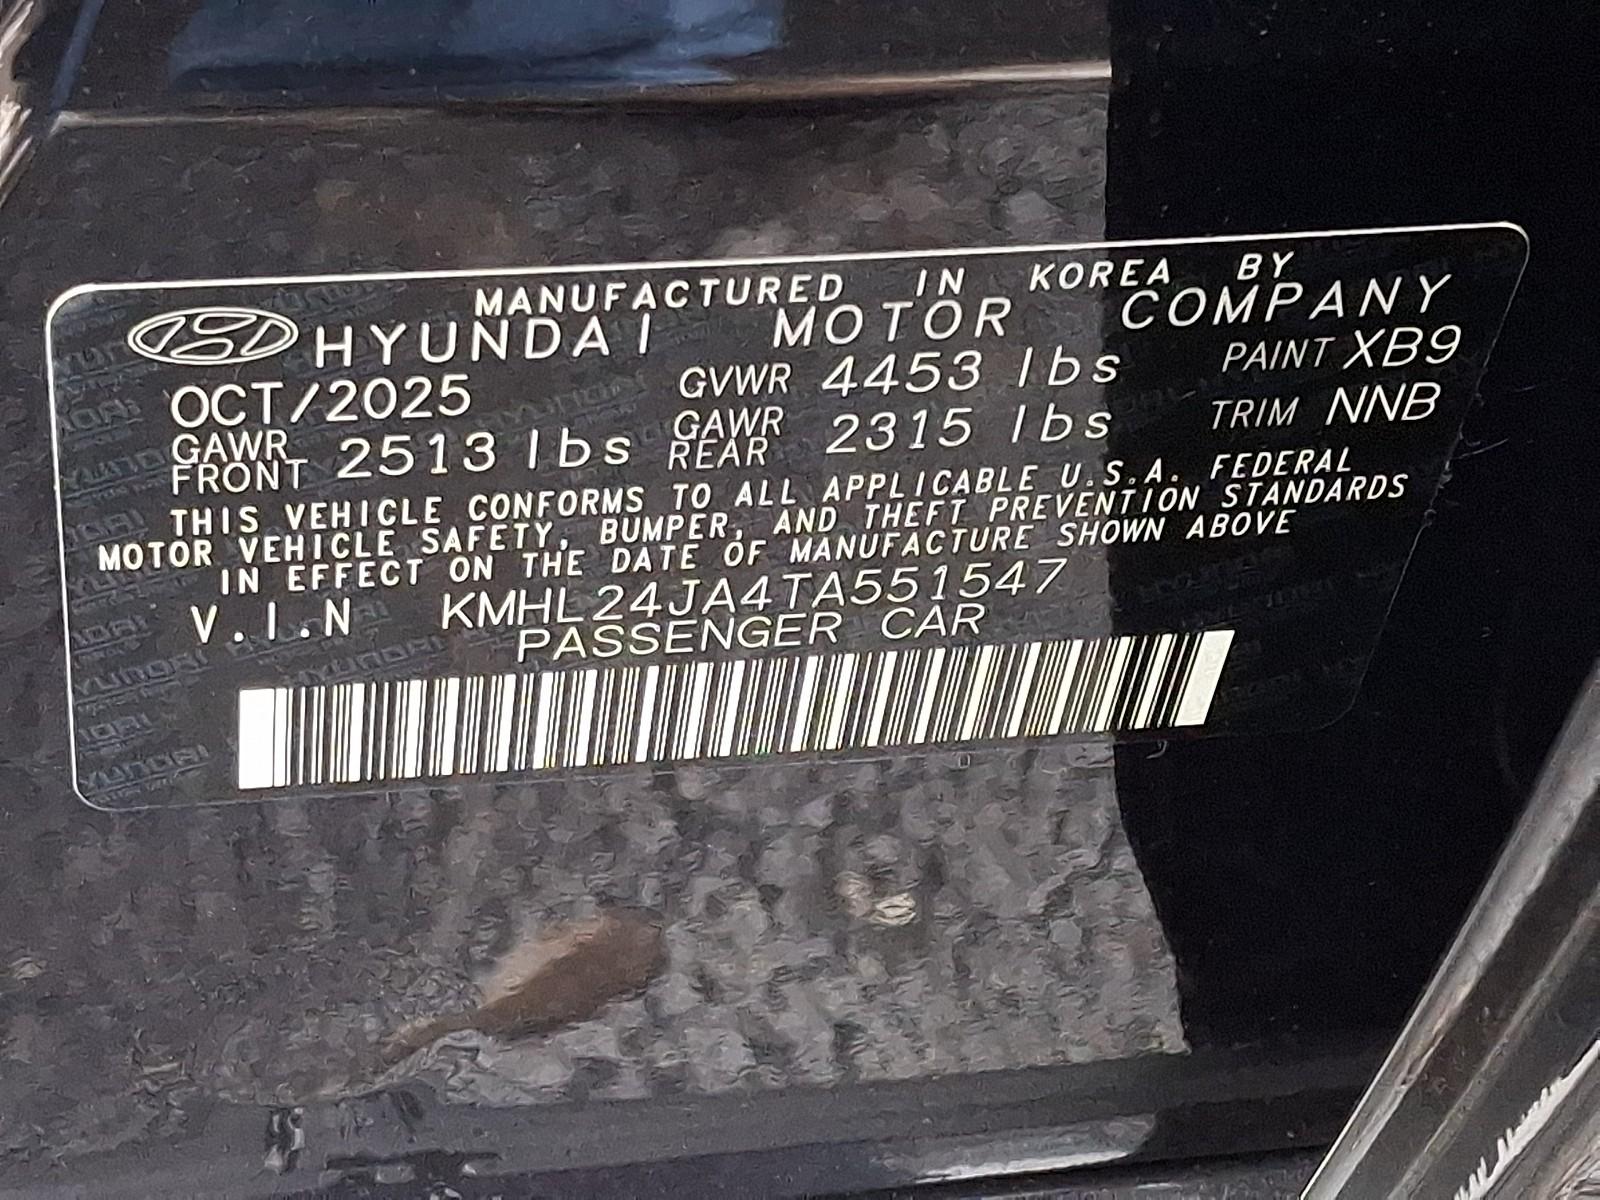 MANUFACTURED IN KOREA BY
HYUNDAI MOTOR COMPANY
OCT/2025 GVWR 4453 lbs PAINT XB9
GAWR FRONT 2513 lbs GAWR REAR 2315 lbs TRIM NNB
THIS VEHICLE CONFORMS TO ALL APPLICABLE U.S.A. FEDERAL
MOTOR VEHICLE SAFETY, BUMPER, AND THEFT PREVENTION STANDARDS
IN EFFECT ON THE DATE OF MANUFACTURE SHOWN ABOVE
V.I.N KMHL24JA4TA551547
PASSENGER CAR